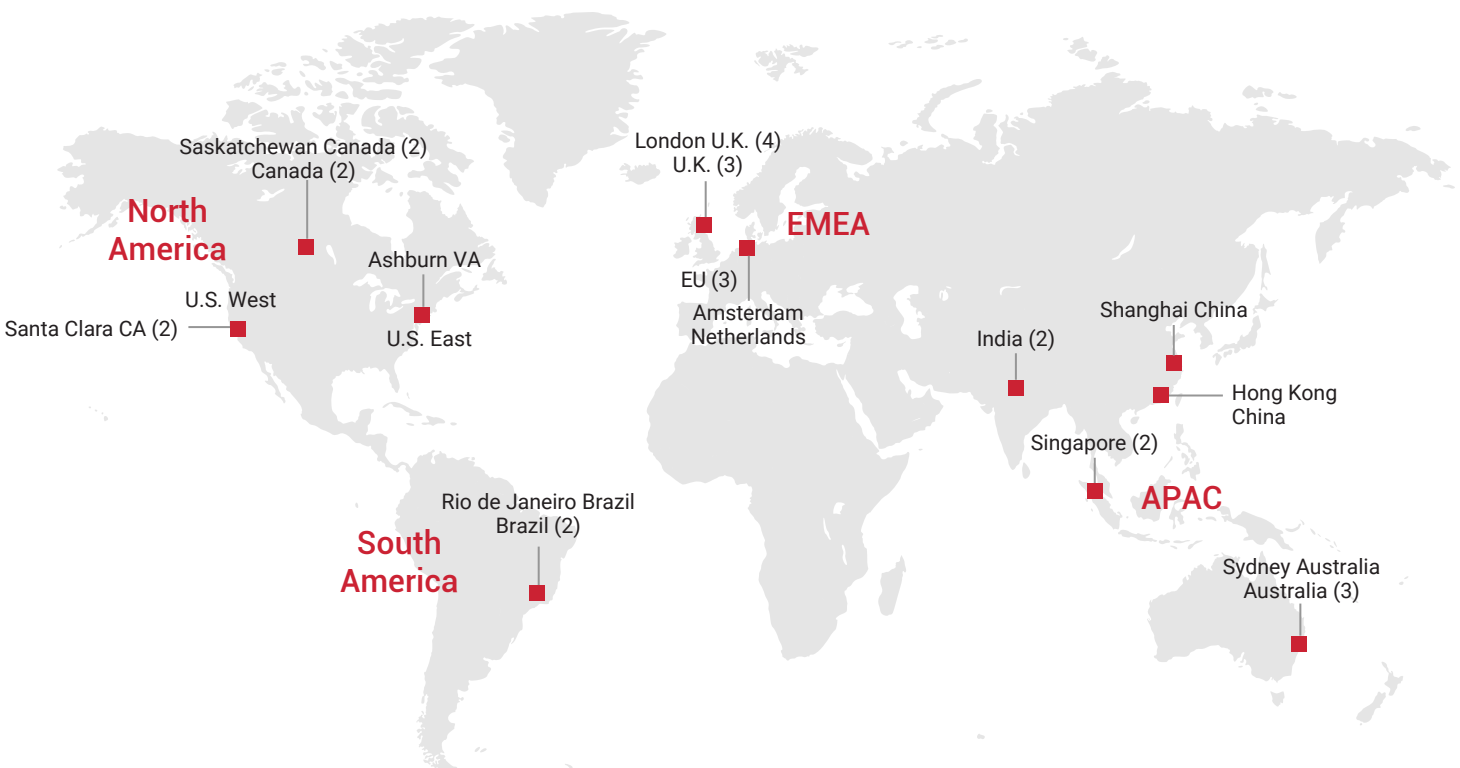 Saskatchewan Canada (2)
Canada (2)
North
America
Ashburn VA
U.S. West
Santa Clara CA (2)
U.S. East
London U.K. (4)
U.K. (3)
EMEA
EU (3)
Amsterdam
Netherlands
Shanghai China
India (2)
Hong Kong
China
Singapore (2)
APAC
Rio de Janeiro Brazil
Brazil (2)
South
America
Sydney Australia
Australia (3)